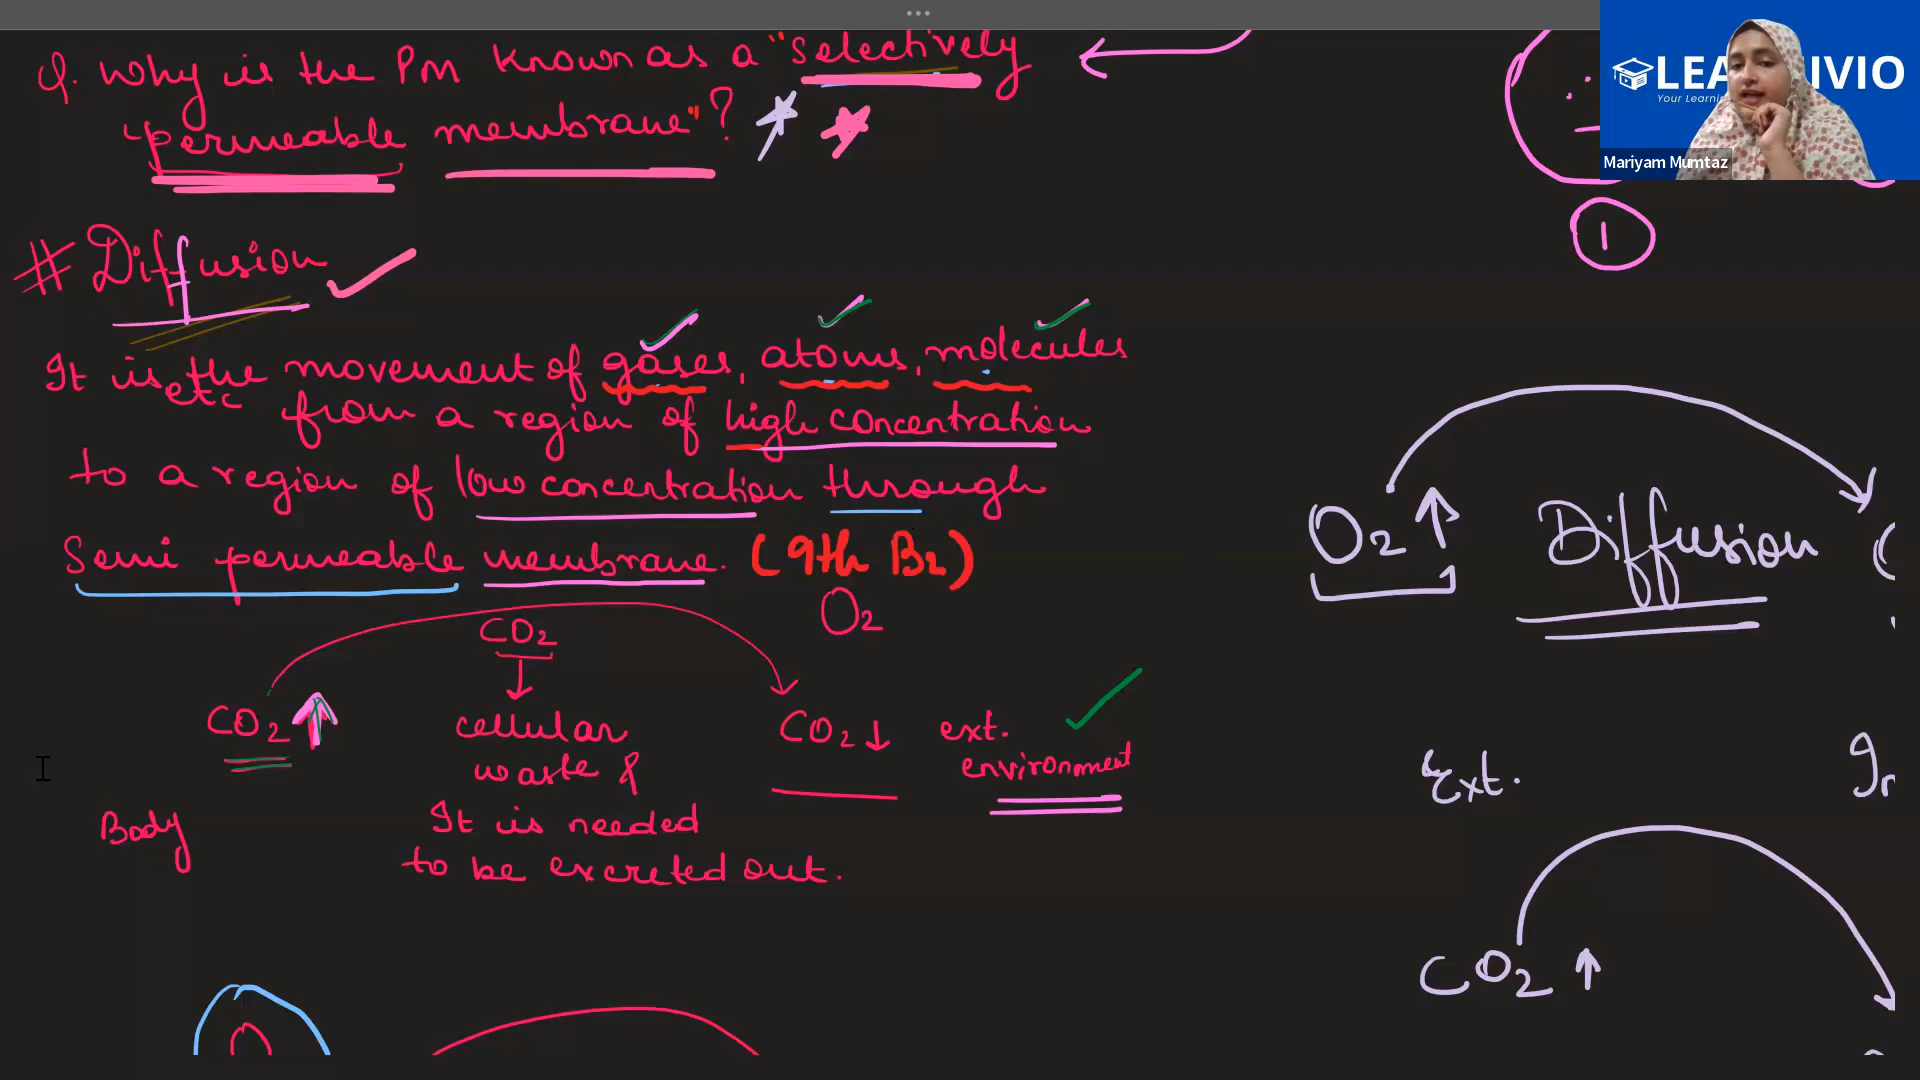 Q. Why is the PM known as a "selectively
permeable membrane"?
# Diffusion
It is the movement of gases, atoms, molecules
etc from a region of high concentration
to a region of low concentration through
Semi permeable membrane. (9th B2)
O2
CO2
CO2 ↑
cellular
waste &
It is needed
to be excreted out.
CO2 ↓
ext.
environment
Body
1
O2 ↑
Diffusion
Ext.
CO2 ↑
Your Learni
Mariyam Mumtaz